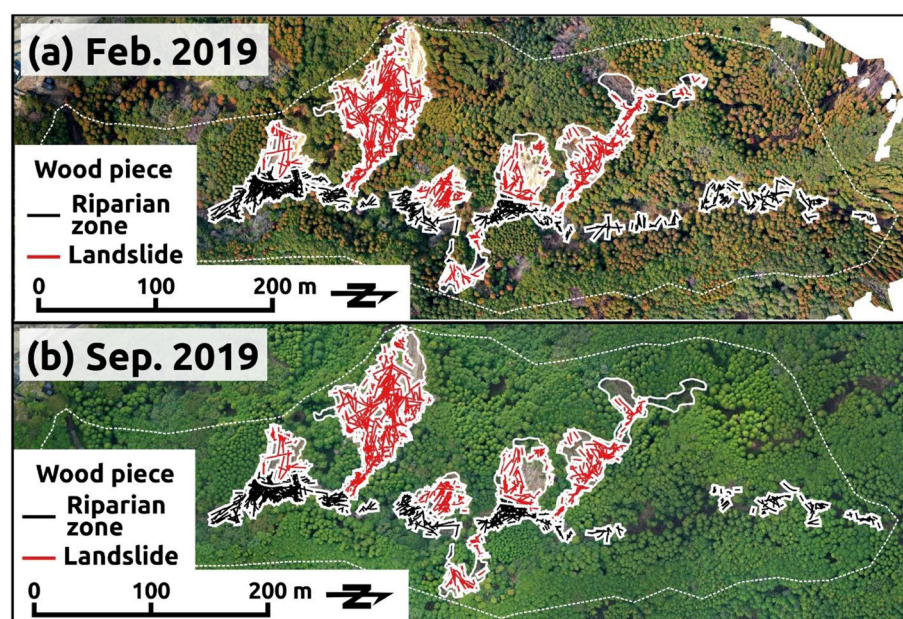 (a) Feb. 2019
Wood piece
Riparian
zone
Landslide
0 100 200 m
N
(b) Sep. 2019
Wood piece
Riparian
zone
Landslide
0 100 200 m
N